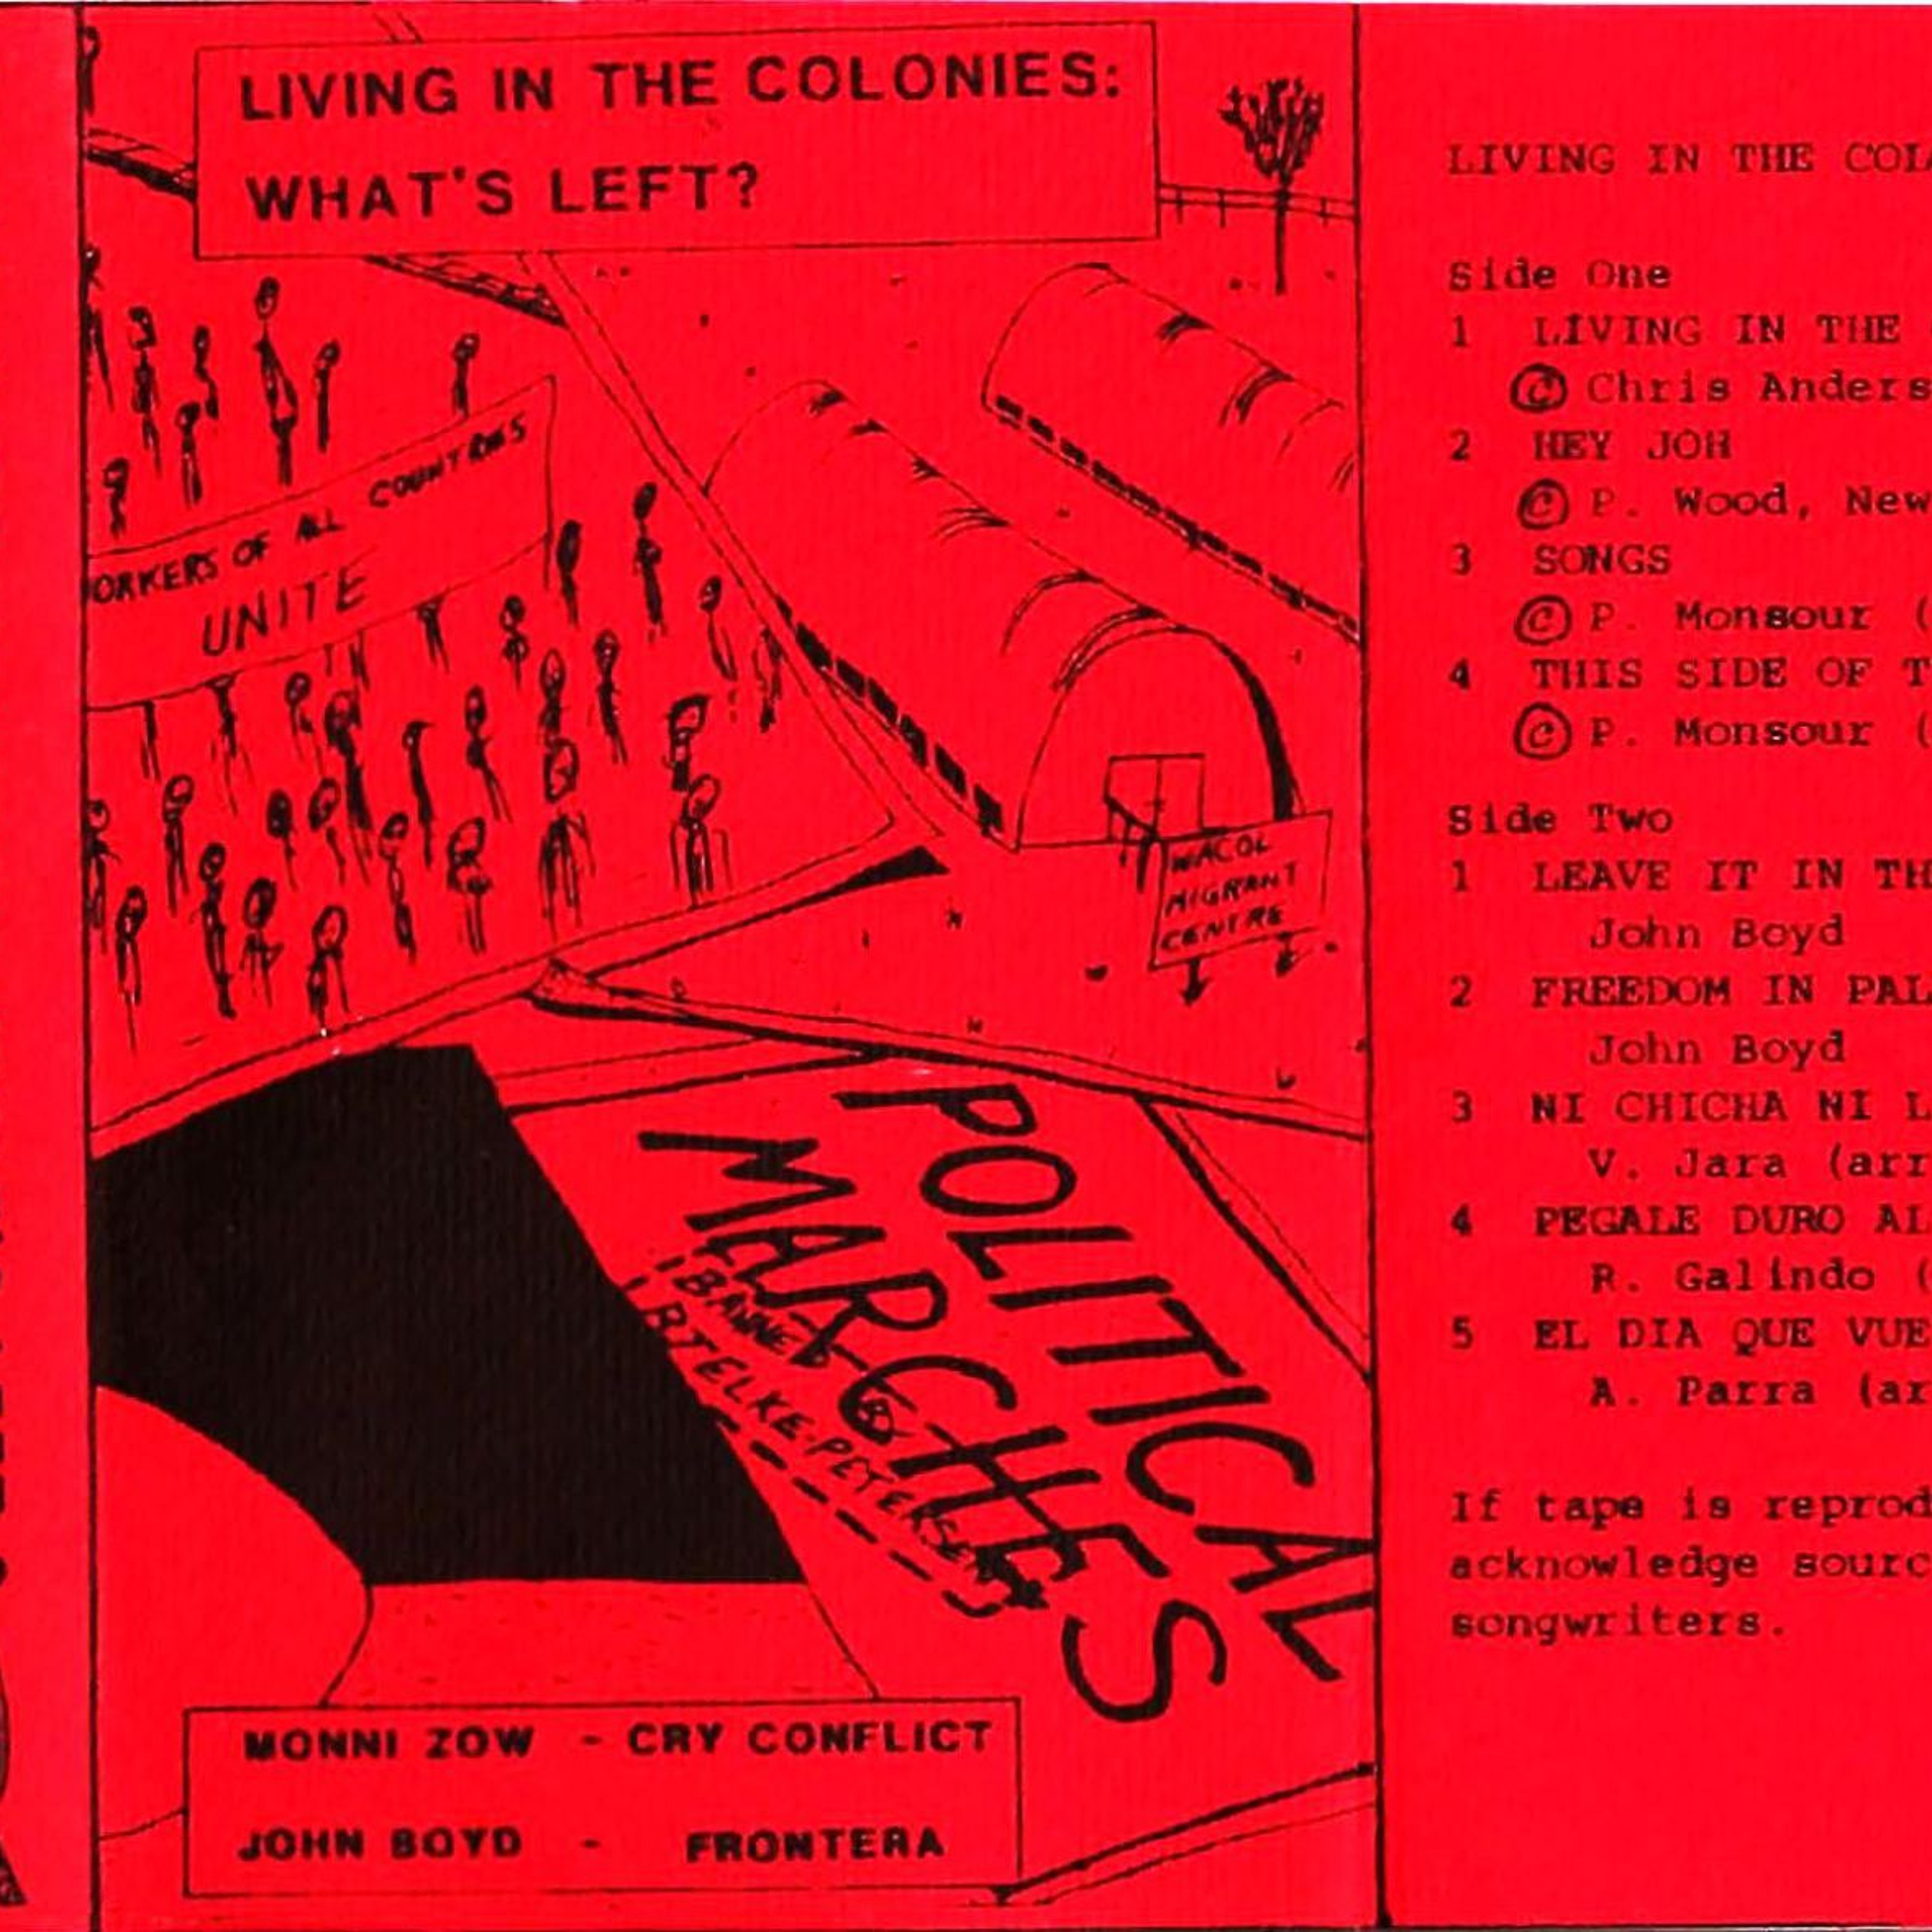 LIVING IN THE COLONIES:
WHAT'S LEFT?
ORKERS OF ALL COUNTRIES
UNITE
WACOL
MIGRANT
CENTRE
POLITICAL
MARCHES
BANNED BY
BJELKE-PETERSEN
MONNI ZOW - CRY CONFLICT
JOHN BOYD - FRONTERA
LIVING IN THE COL
Side One
1 LIVING IN THE
© Chris Anders
2 HEY JOH
© P. Wood, New
3 SONGS
© P. Monsour (
4 THIS SIDE OF T
© P. Monsour (
Side Two
1 LEAVE IT IN TH
John Boyd
2 FREEDOM IN PAL
John Boyd
3 NI CHICHA NI L
V. Jara (arr
4 PEGALE DURO AL
R. Galindo (
5 EL DIA QUE VUE
A. Parra (ar
If tape is reprod
acknowledge sourc
songwriters.